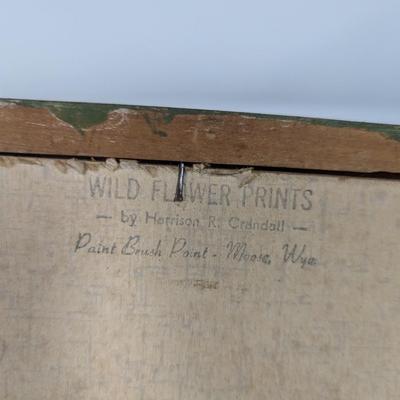 WILD FLOWER PRINTS
— by Harrison R. Crandall —
Paint Brush Point - Moose, Wyo.